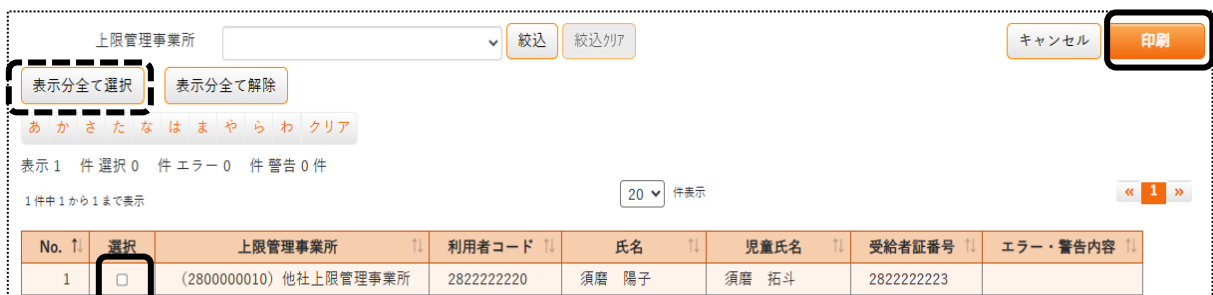 上限管理事業所 絞込 絞込クリア キャンセル 印刷
表示分全て選択 表示分全て解除
あ か さ た な は ま や ら わ クリア
表示 1 件 選択 0 件 エラー 0 件 警告 0 件
1 件中 1 から 1 まで表示 20 件表示 « 1 »
No. 選択 上限管理事業所 利用者コード 氏名 児童氏名 受給者証番号 エラー・警告内容
1 (2800000010) 他社上限管理事業所 2822222220 須磨 陽子 須磨 拓斗 2822222223